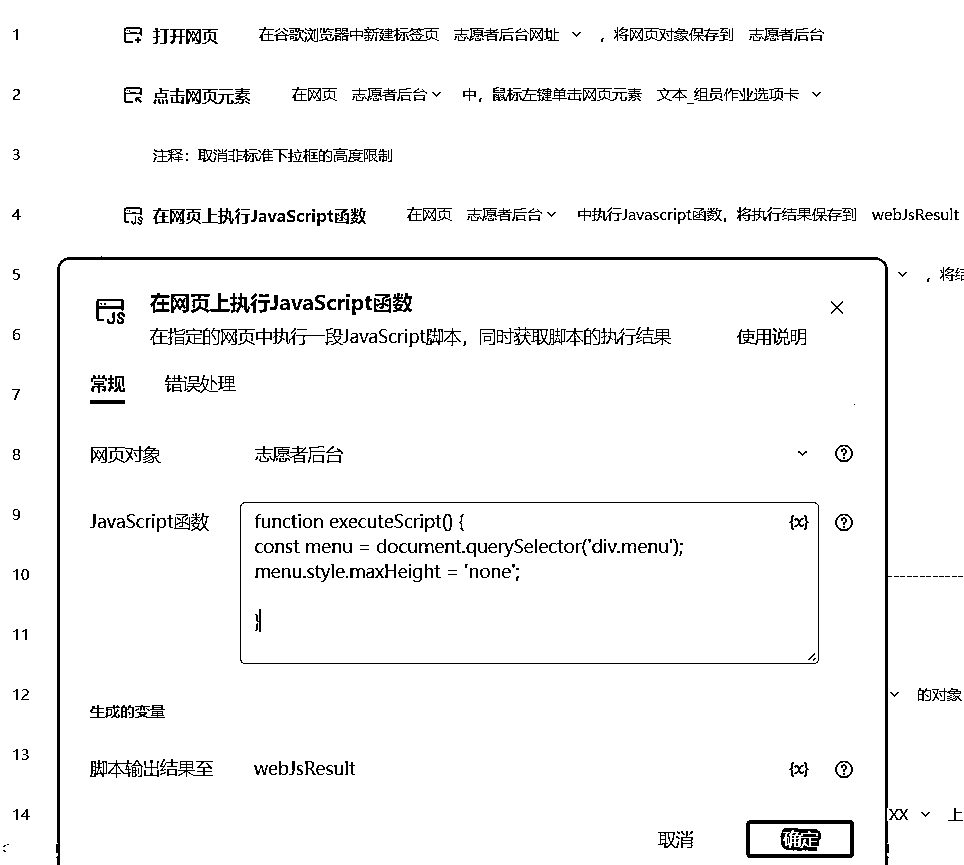 1 打开网页 在谷歌浏览器中新建标签页 志愿者后台网址 ，将网页对象保存到 志愿者后台
2 点击网页元素 在网页 志愿者后台 中，鼠标左键单击网页元素 文本_组员作业选项卡
3 注释：取消非标准下拉框的高度限制
4 在网页上执行JavaScript函数 在网页 志愿者后台 中执行Javascript函数，将执行结果保存到 webJsResult
5 ，将结
在网页上执行JavaScript函数
在指定的网页中执行一段JavaScript脚本，同时获取脚本的执行结果 使用说明
6
7 常规 错误处理
8 网页对象 志愿者后台
9 JavaScript函数 function executeScript() { {x}
const menu = document.querySelector('div.menu');
10 menu.style.maxHeight = 'none';
11 }
12 的对象
生成的变量
13 脚本输出结果至 webJsResult {x}
14 XX 上
取消 确定